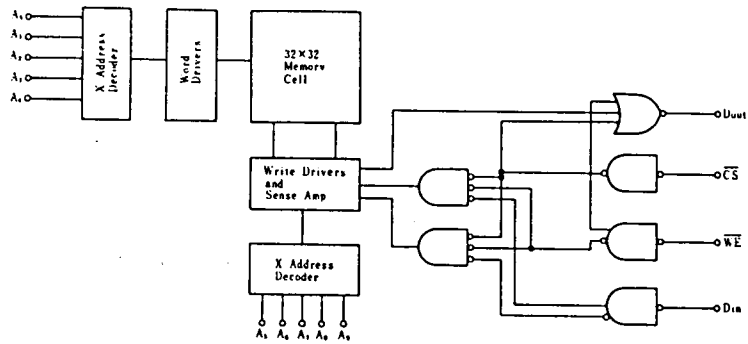 A₀
A₁
A₂
A₃
A₄
X Address
Decoder
Word Drivers
32×32
Memory
Cell
Dout
CS
WE
Din
Write Drivers
and
Sense Amp
X Address
Decoder
A₅ A₆ A₇ A₈ A₉